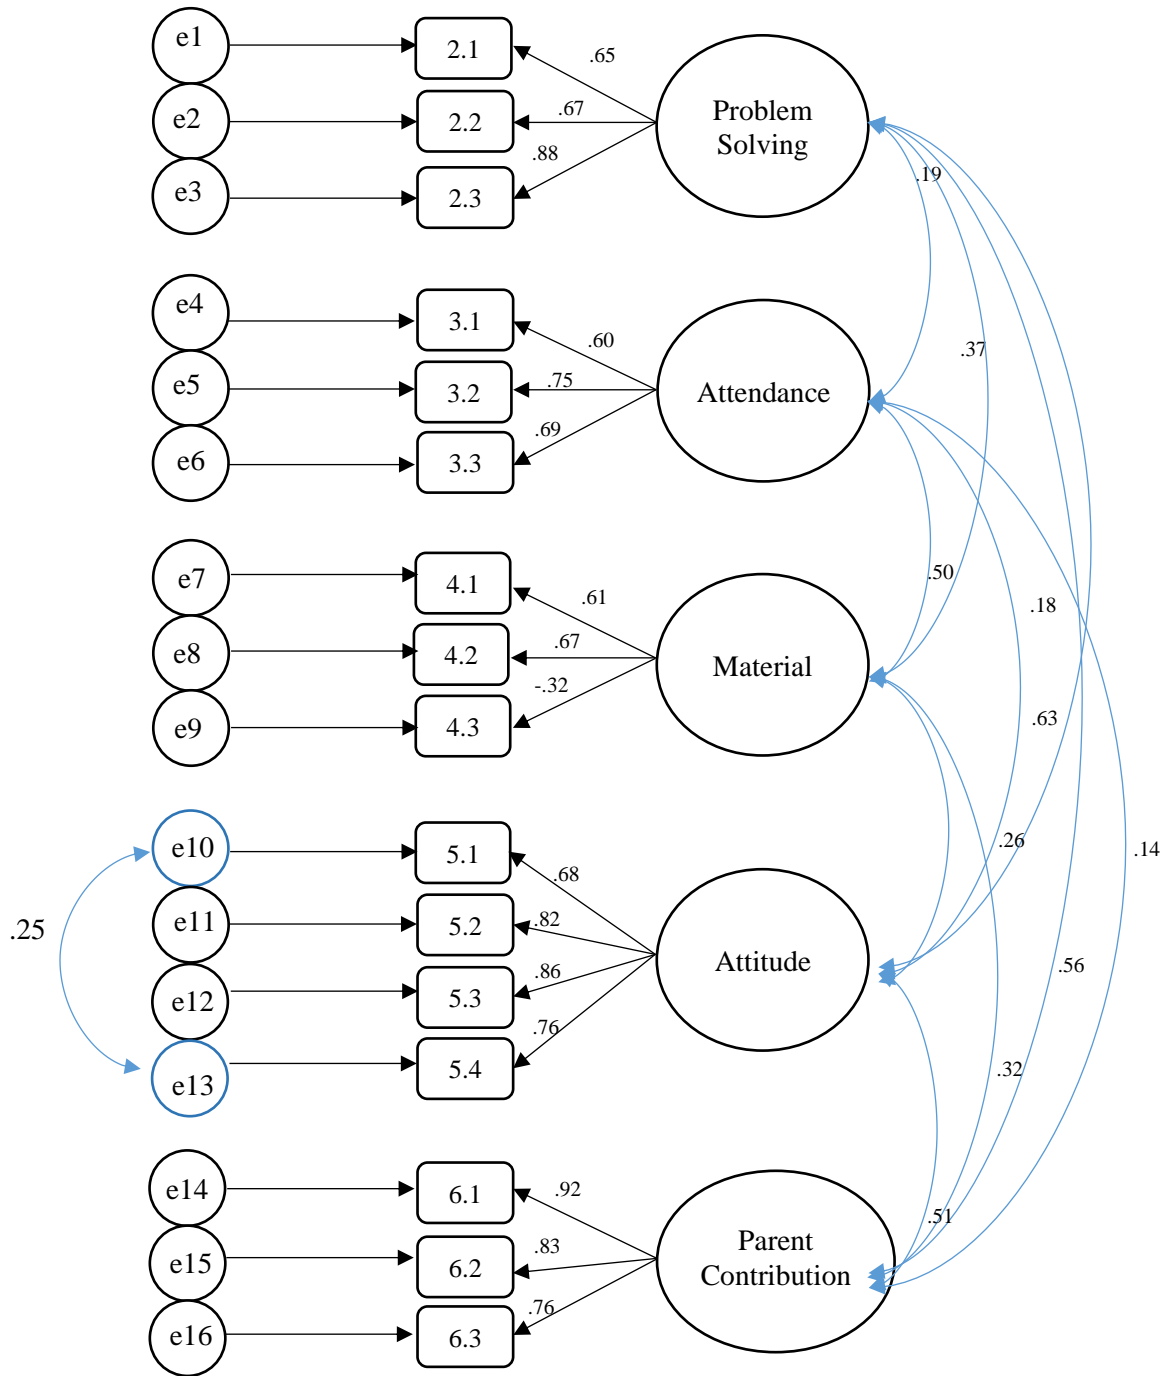 e1
2.1
.65
e2
2.2
.67
Problem
Solving
e3
2.3
.88
.19
e4
3.1
.60
.37
e5
3.2
.75
Attendance
e6
3.3
.69
e7
4.1
.61
.50
.18
e8
4.2
.67
Material
e9
4.3
-.32
.63
e10
5.1
.68
.26
.14
.25
e11
5.2
.82
e12
5.3
.86
Attitude
.56
e13
5.4
.76
.32
e14
6.1
.92
.51
e15
6.2
.83
Parent
Contribution
e16
6.3
.76